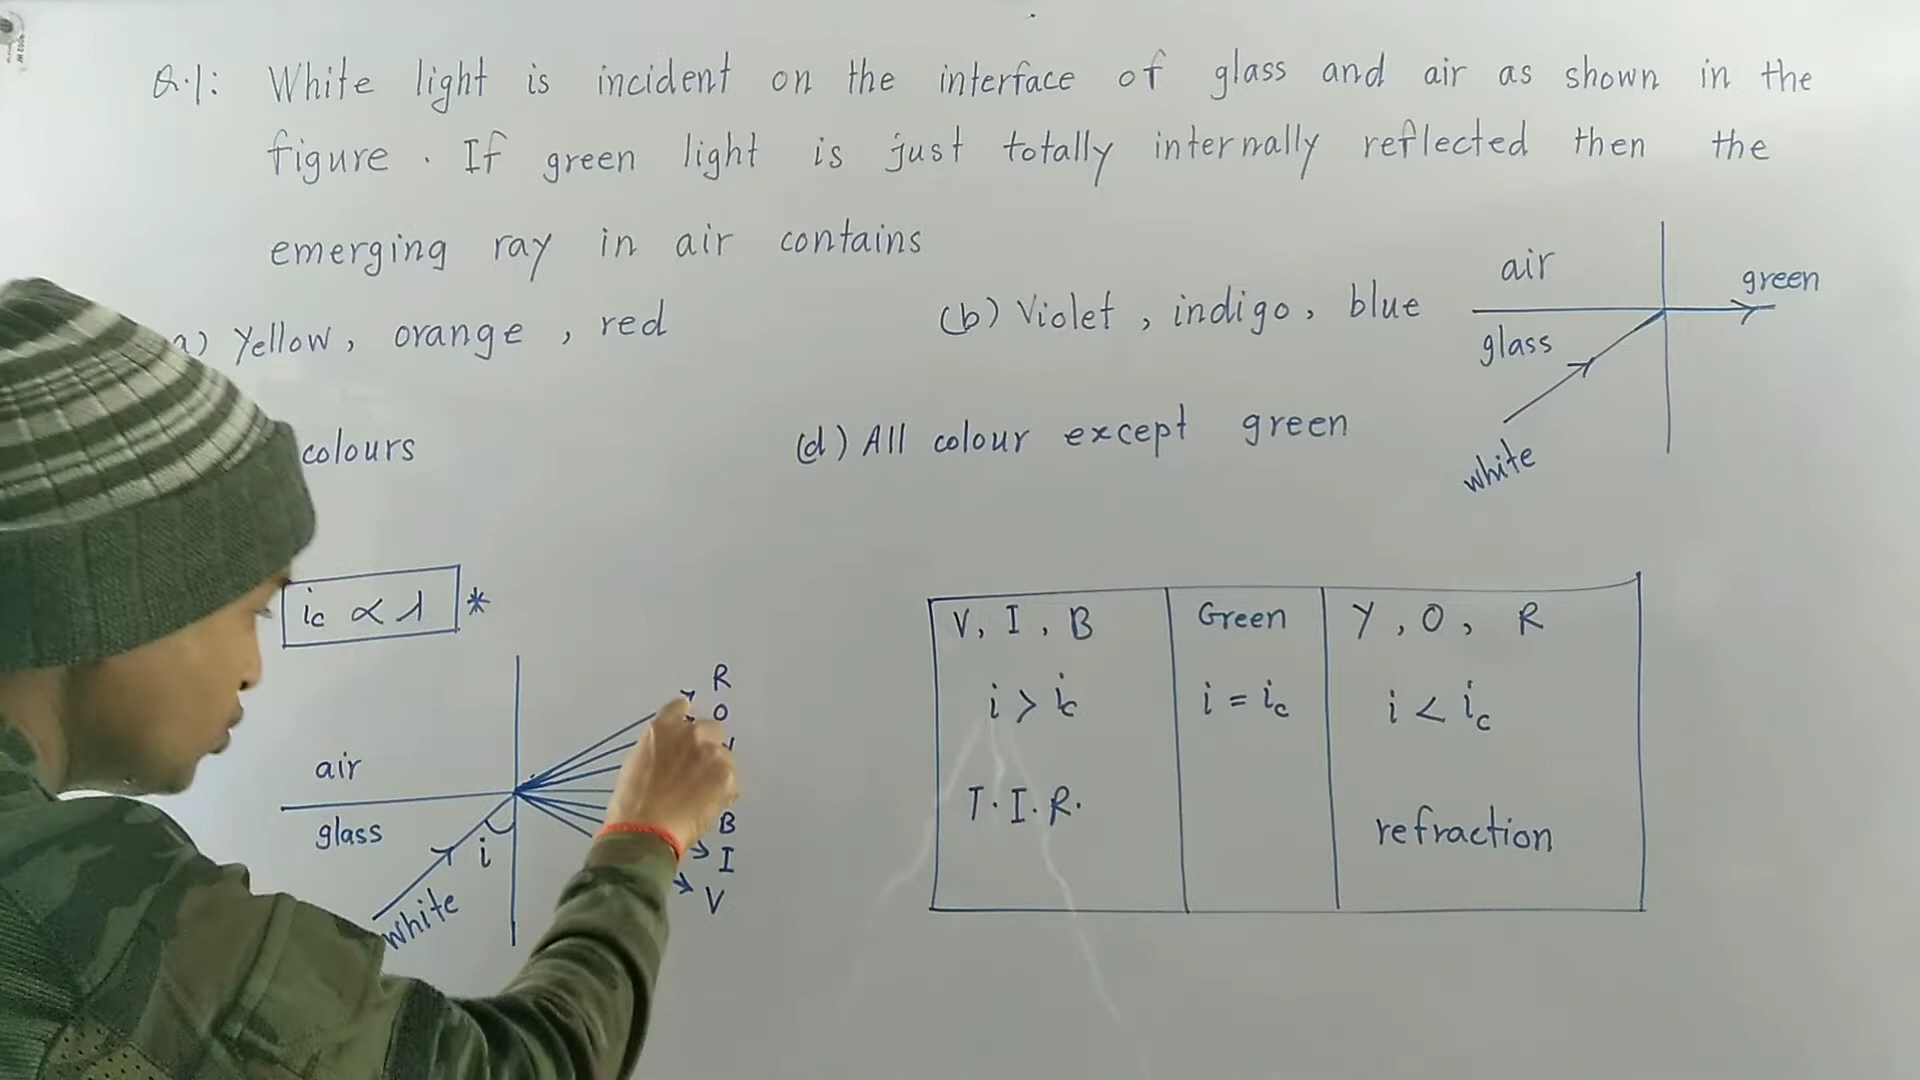 Q.1: White light is incident on the interface of glass and air as shown in the
figure. If green light is just totally internally reflected then the
emerging ray in air contains
a) Yellow, orange, red (b) Violet, indigo, blue
colours (d) All colour except green
air
green
glass
white
ic ∝ λ *
R
O
Y
B
I
V
air
glass
i
white
V, I, B Green Y, O, R
i > ic i = ic i < ic
T.I.R. refraction